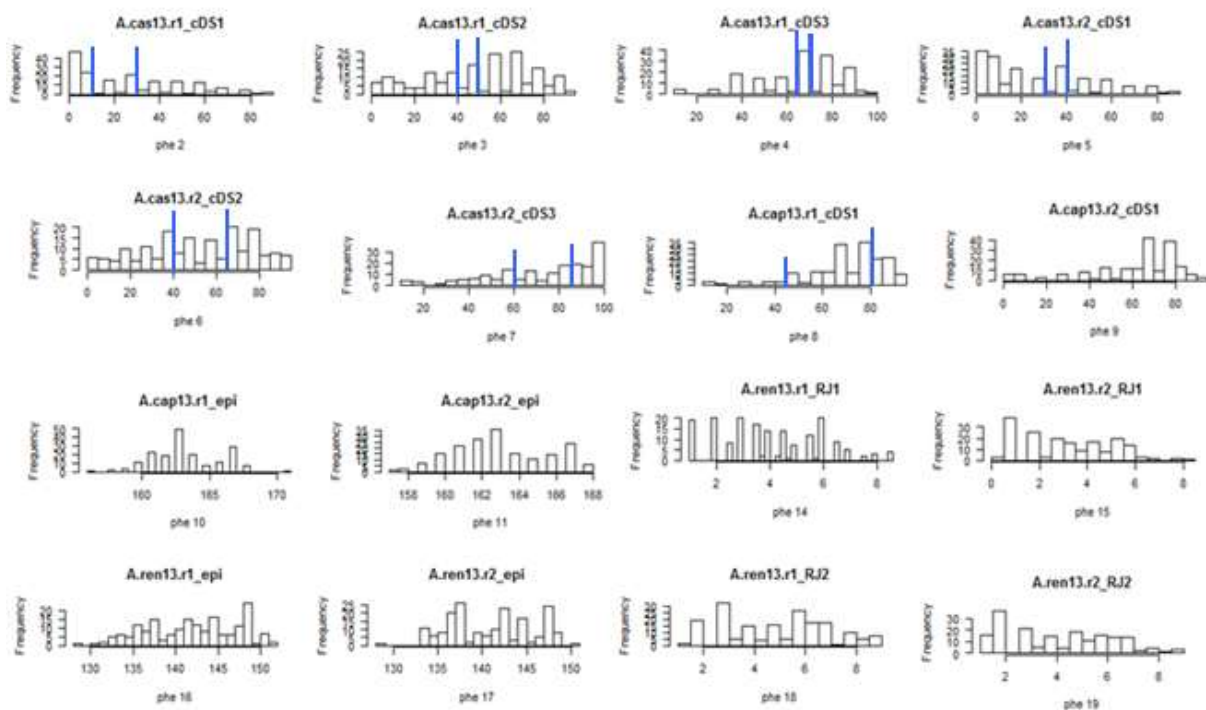 A.cas13.r1_cDS1
Frequency
0 20 40 60 80
phe 2
A.cas13.r1_cDS2
Frequency
0 20 40 60 80
phe 3
A.cas13.r1_cDS3
Frequency
20 40 60 80 100
phe 4
A.cas13.r2_cDS1
Frequency
0 20 40 60 80
phe 5
A.cas13.r2_cDS2
Frequency
0 20 40 60 80
phe 6
A.cas13.r2_cDS3
Frequency
20 40 60 80 100
phe 7
A.cap13.r1_cDS1
Frequency
20 40 60 80
phe 8
A.cap13.r2_cDS1
Frequency
0 20 40 60 80
phe 9
A.cap13.r1_epi
Frequency
160 165 170
phe 10
A.cap13.r2_epi
Frequency
158 160 162 164 166 168
phe 11
A.ren13.r1_RJ1
Frequency
2 4 6 8
phe 14
A.ren13.r2_RJ1
Frequency
0 2 4 6 8
phe 15
A.ren13.r1_epi
Frequency
130 135 140 145 150
phe 16
A.ren13.r2_epi
Frequency
130 135 140 145 150
phe 17
A.ren13.r1_RJ2
Frequency
2 4 6 8
phe 18
A.ren13.r2_RJ2
Frequency
2 4 6 8
phe 19